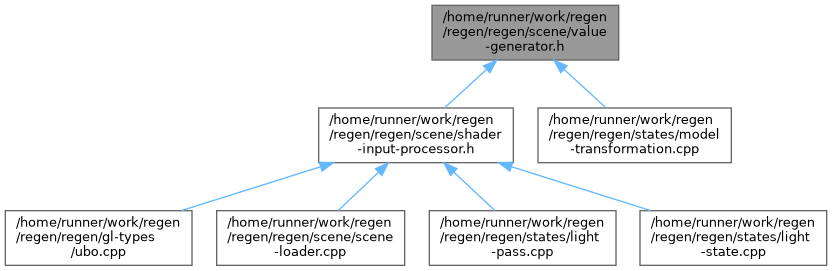 /home/runner/work/regen
/regen/regen/scene/value
-generator.h
/home/runner/work/regen
/regen/regen/scene/shader
-input-processor.h
/home/runner/work/regen
/regen/regen/states/model
-transformation.cpp
/home/runner/work/regen
/regen/regen/gl-types
/ubo.cpp
/home/runner/work/regen
/regen/regen/scene/scene
-loader.cpp
/home/runner/work/regen
/regen/regen/states/light
-pass.cpp
/home/runner/work/regen
/regen/regen/states/light
-state.cpp